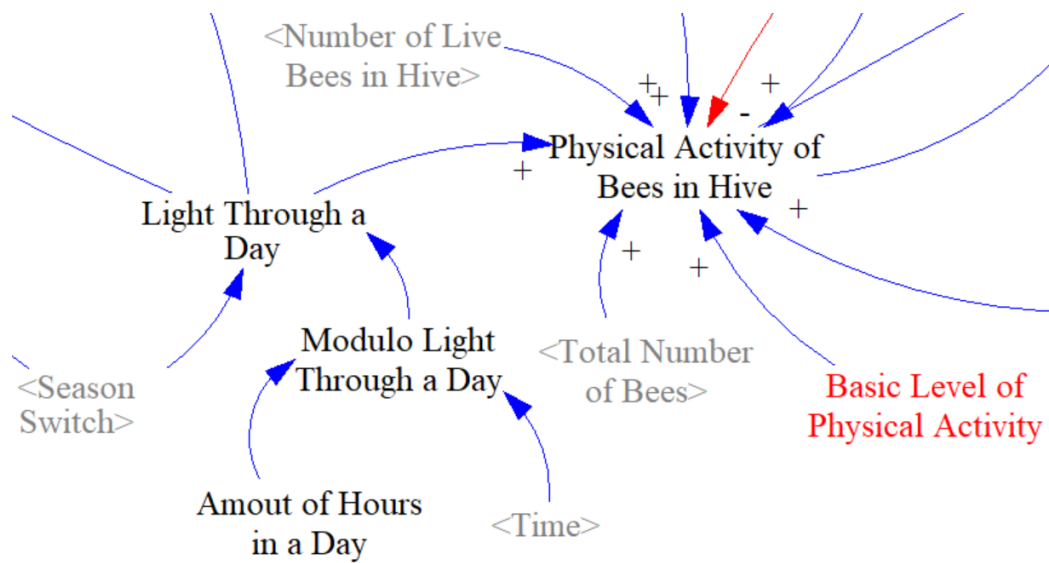 <Number of Live
Bees in Hive>
+
+
+
-
Physical Activity of
Bees in Hive
+
+
+
+
Light Through a
Day
Modulo Light
Through a Day
<Total Number
of Bees>
<Season
Switch>
Basic Level of
Physical Activity
Amout of Hours
in a Day
<Time>